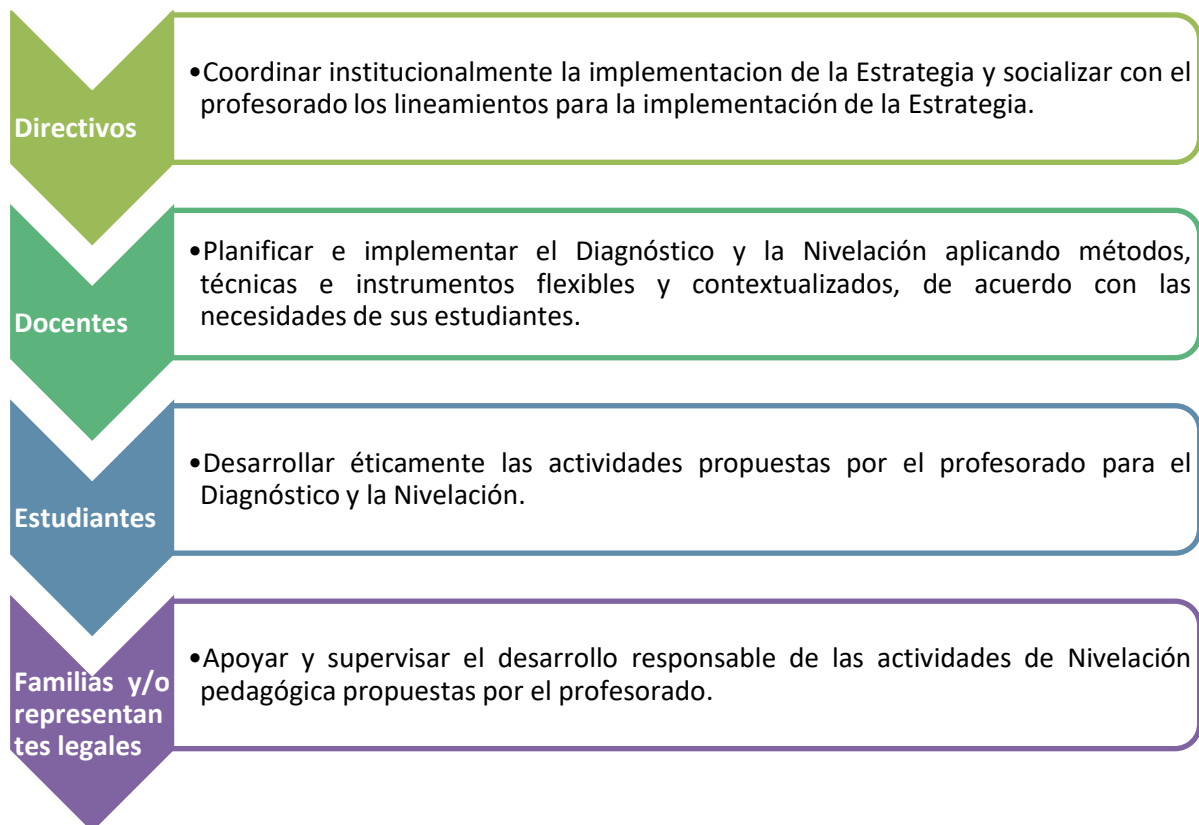 Directivos
•Coordinar institucionalmente la implementacion de la Estrategia y socializar con el
profesorado los lineamientos para la implementación de la Estrategia.
Docentes
•Planificar e implementar el Diagnóstico y la Nivelación aplicando métodos,
técnicas e instrumentos flexibles y contextualizados, de acuerdo con las
necesidades de sus estudiantes.
Estudiantes
•Desarrollar éticamente las actividades propuestas por el profesorado para el
Diagnóstico y la Nivelación.
Familias y/o
representan
tes legales
•Apoyar y supervisar el desarrollo responsable de las actividades de Nivelación
pedagógica propuestas por el profesorado.